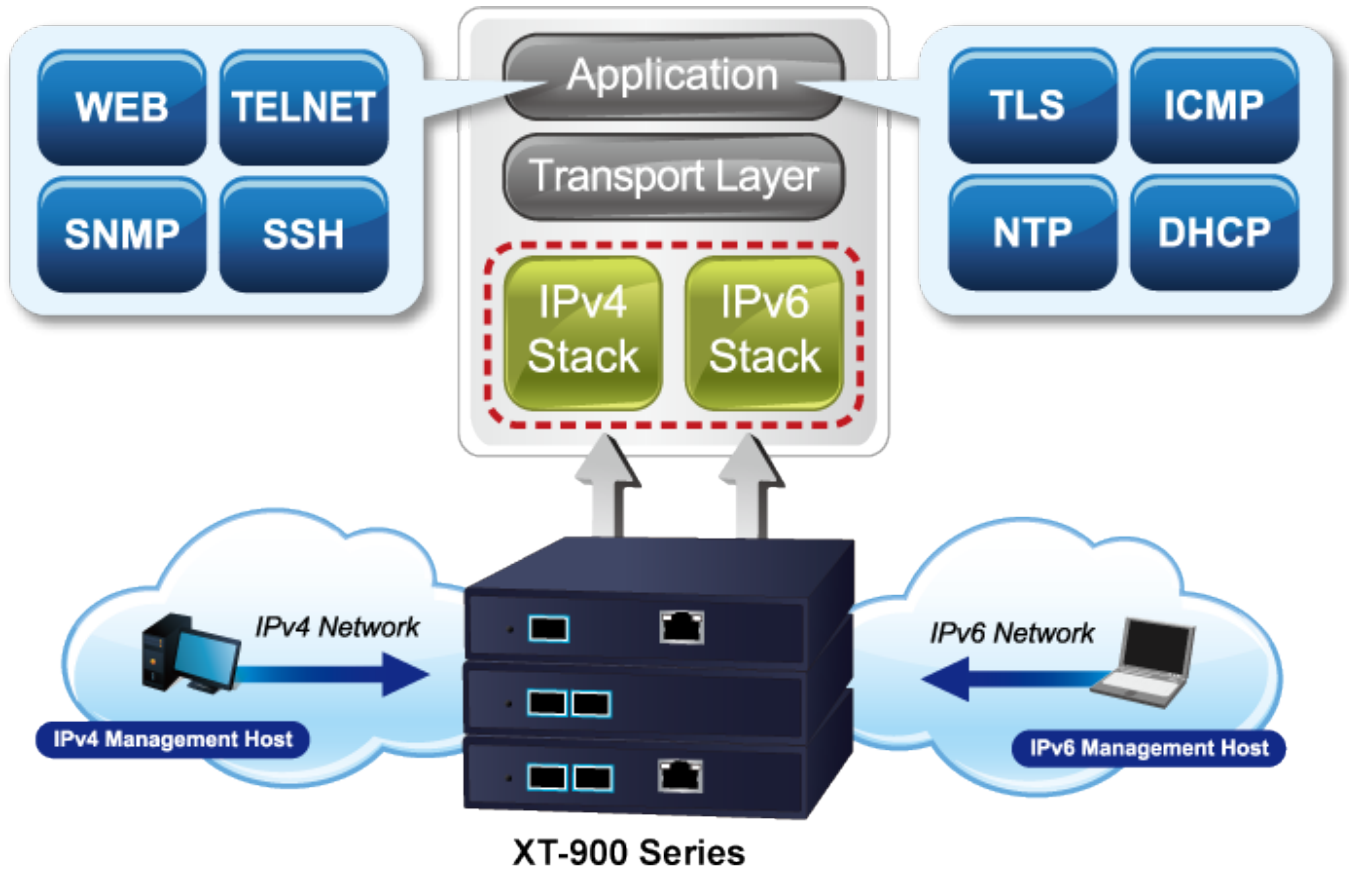 WEB
TELNET
SNMP
SSH
Application
Transport Layer
IPv4
Stack
IPv6
Stack
TLS
ICMP
NTP
DHCP
IPv4 Network
IPv4 Management Host
IPv6 Network
IPv6 Management Host
XT-900 Series